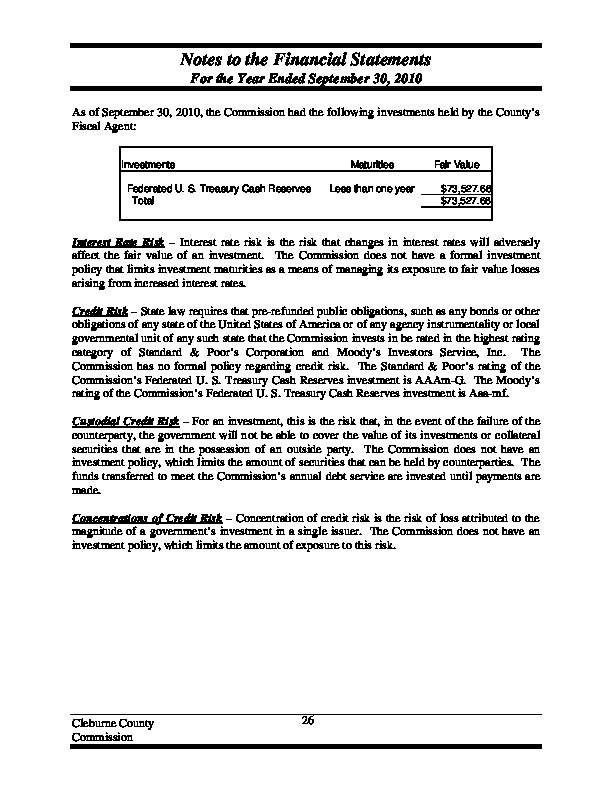 Notes to the Financial Statements
For the Year Ended September 30, 2010
As of September 30, 2010, the Commission had the following investments held by the County's
Fiscal Agent:
Investments Maturities Fair Value
Federated U. S. Treasury Cash Reserves Less than one year $73,527.66
Total $73,527.66
Interest Rate Risk – Interest rate risk is the risk that changes in interest rates will adversely
affect the fair value of an investment. The Commission does not have a formal investment
policy that limits investment maturities as a means of managing its exposure to fair value losses
arising from increased interest rates.
Credit Risk – State law requires that pre-refunded public obligations, such as any bonds or other
obligations of any state of the United States of America or of any agency instrumentality or local
governmental unit of any such state that the Commission invests in be rated in the highest rating
category of Standard & Poor's Corporation and Moody's Investors Service, Inc. The
Commission has no formal policy regarding credit risk. The Standard & Poor's rating of the
Commission's Federated U. S. Treasury Cash Reserves investment is AAAm-G. The Moody's
rating of the Commission's Federated U. S. Treasury Cash Reserves investment is Aaa-mf.
Custodial Credit Risk – For an investment, this is the risk that, in the event of the failure of the
counterparty, the government will not be able to cover the value of its investments or collateral
securities that are in the possession of an outside party. The Commission does not have an
investment policy, which limits the amount of securities that can be held by counterparties. The
funds transferred to meet the Commission's annual debt service are invested until payments are
made.
Concentrations of Credit Risk – Concentration of credit risk is the risk of loss attributed to the
magnitude of a government's investment in a single issuer. The Commission does not have an
investment policy, which limits the amount of exposure to this risk.
Cleburne County 26
Commission